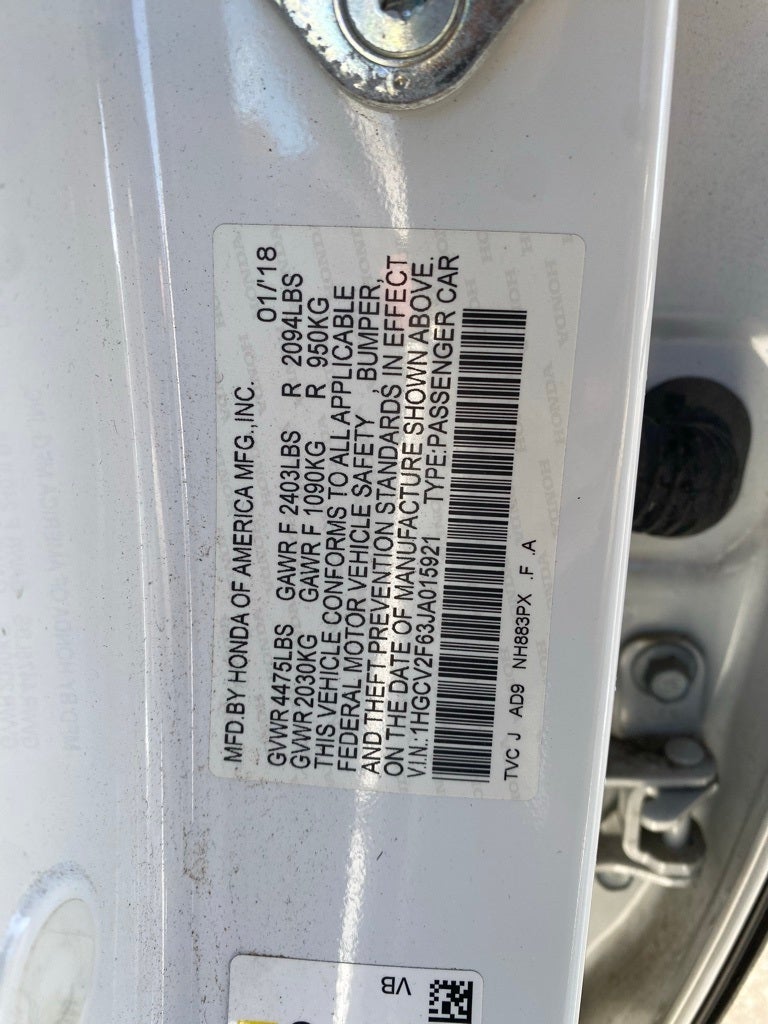 MFD.BY HONDA OF AMERICA MFG.,INC. 01/'18
GVWR 4475LBS GAWR F 2403LBS R 2094LBS
GVWR 2030KG GAWR F 1090KG R 950KG
THIS VEHICLE CONFORMS TO ALL APPLICABLE
FEDERAL MOTOR VEHICLE SAFETY BUMPER,
AND THEFT PREVENTION STANDARDS, IN EFFECT
ON THE DATE OF MANUFACTURE SHOWN ABOVE.
V.I.N.:1HGCV2F63JA015921 TYPE:PASSENGER CAR
TVC J AD9 NH883PX .F .A
VB